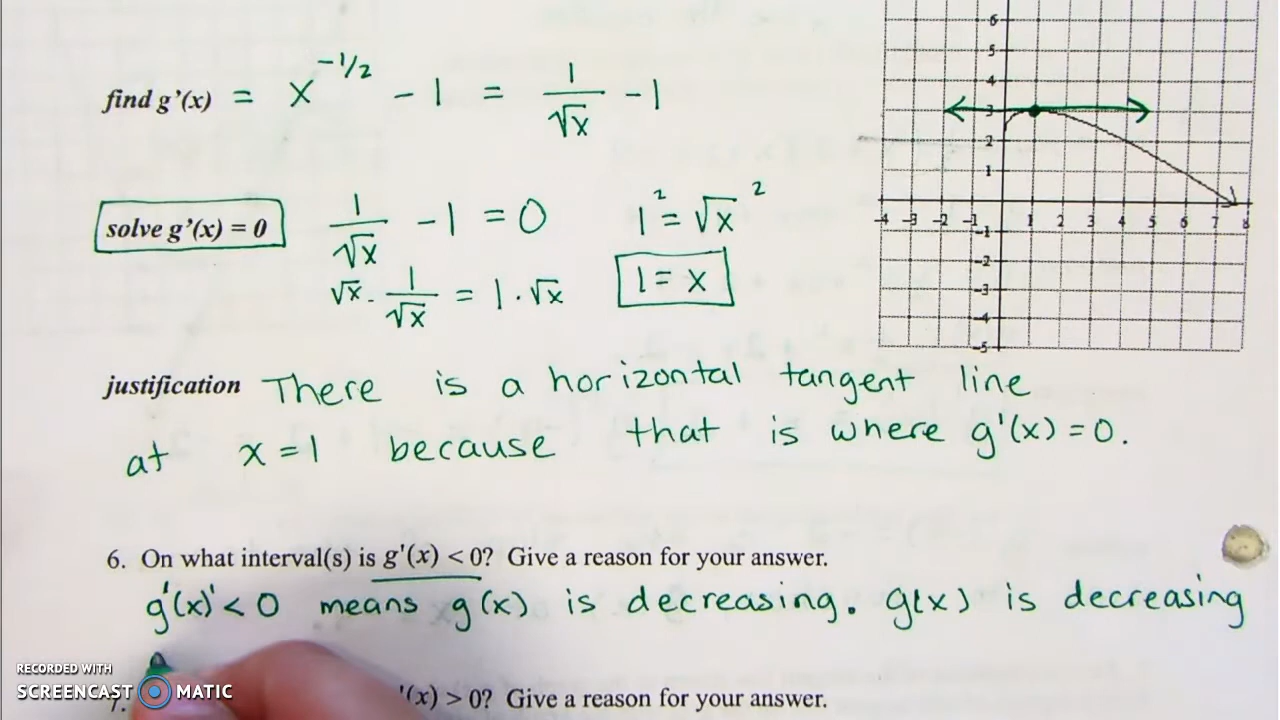 find g'(x) = x^{-1/2} - 1 = 1/√x - 1
solve g'(x) = 0
1/√x - 1 = 0
√x · 1/√x = 1 · √x
1² = √x²
1 = x
6
5
4
3
2
1
-4 -3 -2 -1 1 2 3 4 5 6 7 8
-1
-2
-3
-4
-5
justification There is a horizontal tangent line
at x = 1 because that is where g'(x) = 0.
6. On what interval(s) is g'(x) < 0? Give a reason for your answer.
g'(x)' < 0 means g(x) is decreasing. g(x) is decreasing
7. '(x) > 0? Give a reason for your answer.
RECORDED WITH
SCREENCAST MATIC